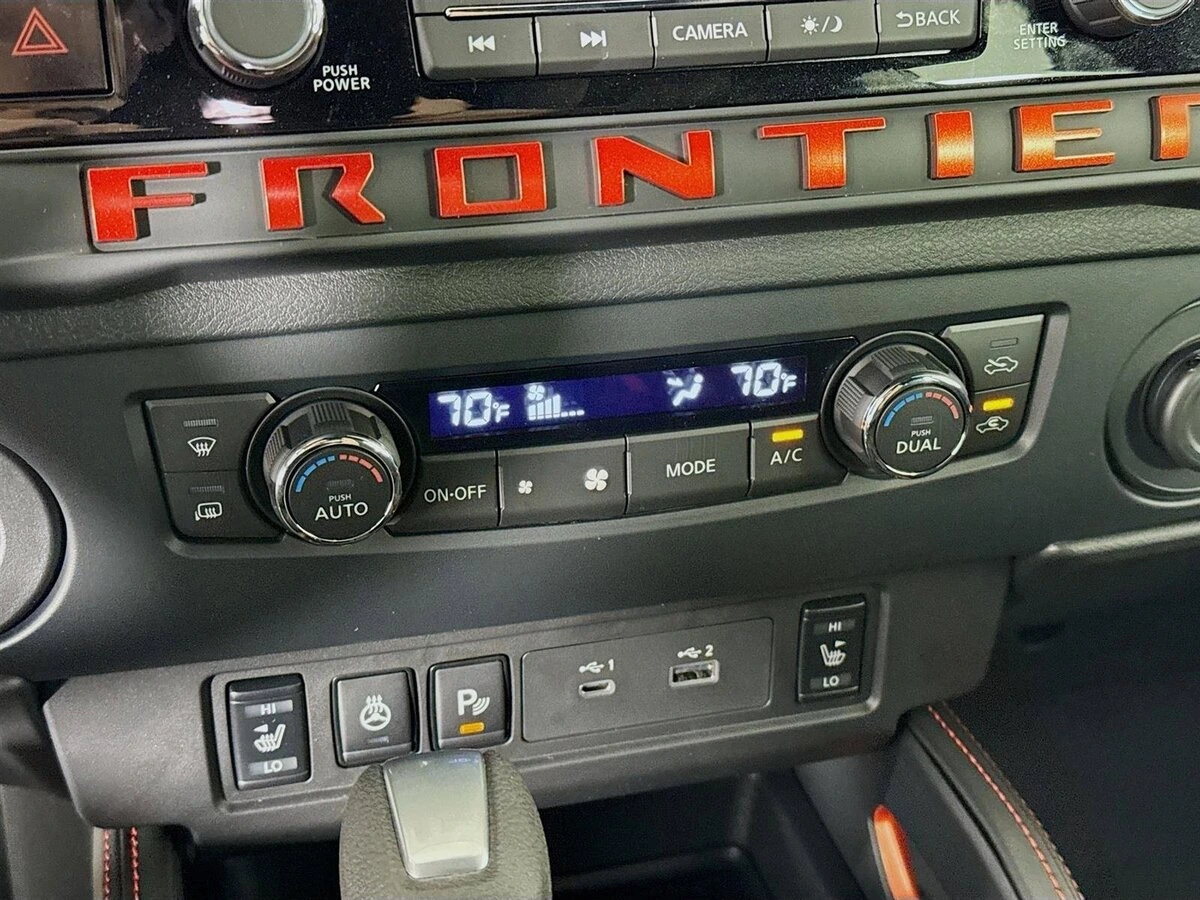 PUSH
POWER
CAMERA
BACK
ENTER
SETTING
FRONTIER
70°F
70°F
PUSH
AUTO
ON·OFF
MODE
A/C
PUSH
DUAL
HI
LO
P
1
2
HI
LO